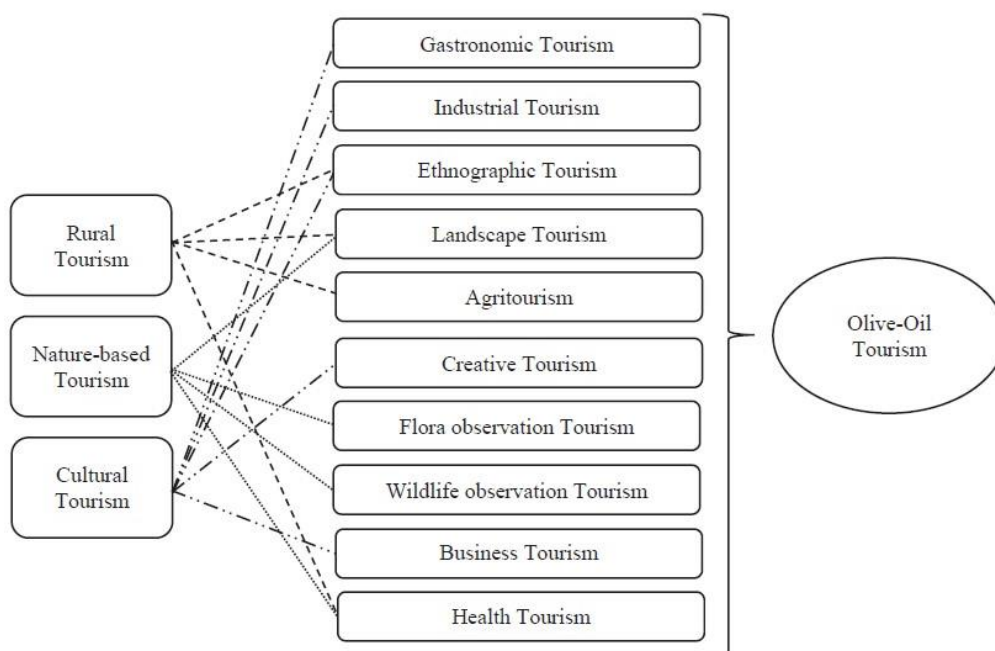 Gastronomic Tourism
Industrial Tourism
Ethnographic Tourism
Rural
Tourism
Landscape Tourism
Agritourism
Nature-based
Tourism
Creative Tourism
Flora observation Tourism
Cultural
Tourism
Wildlife observation Tourism
Business Tourism
Health Tourism
Olive-Oil
Tourism